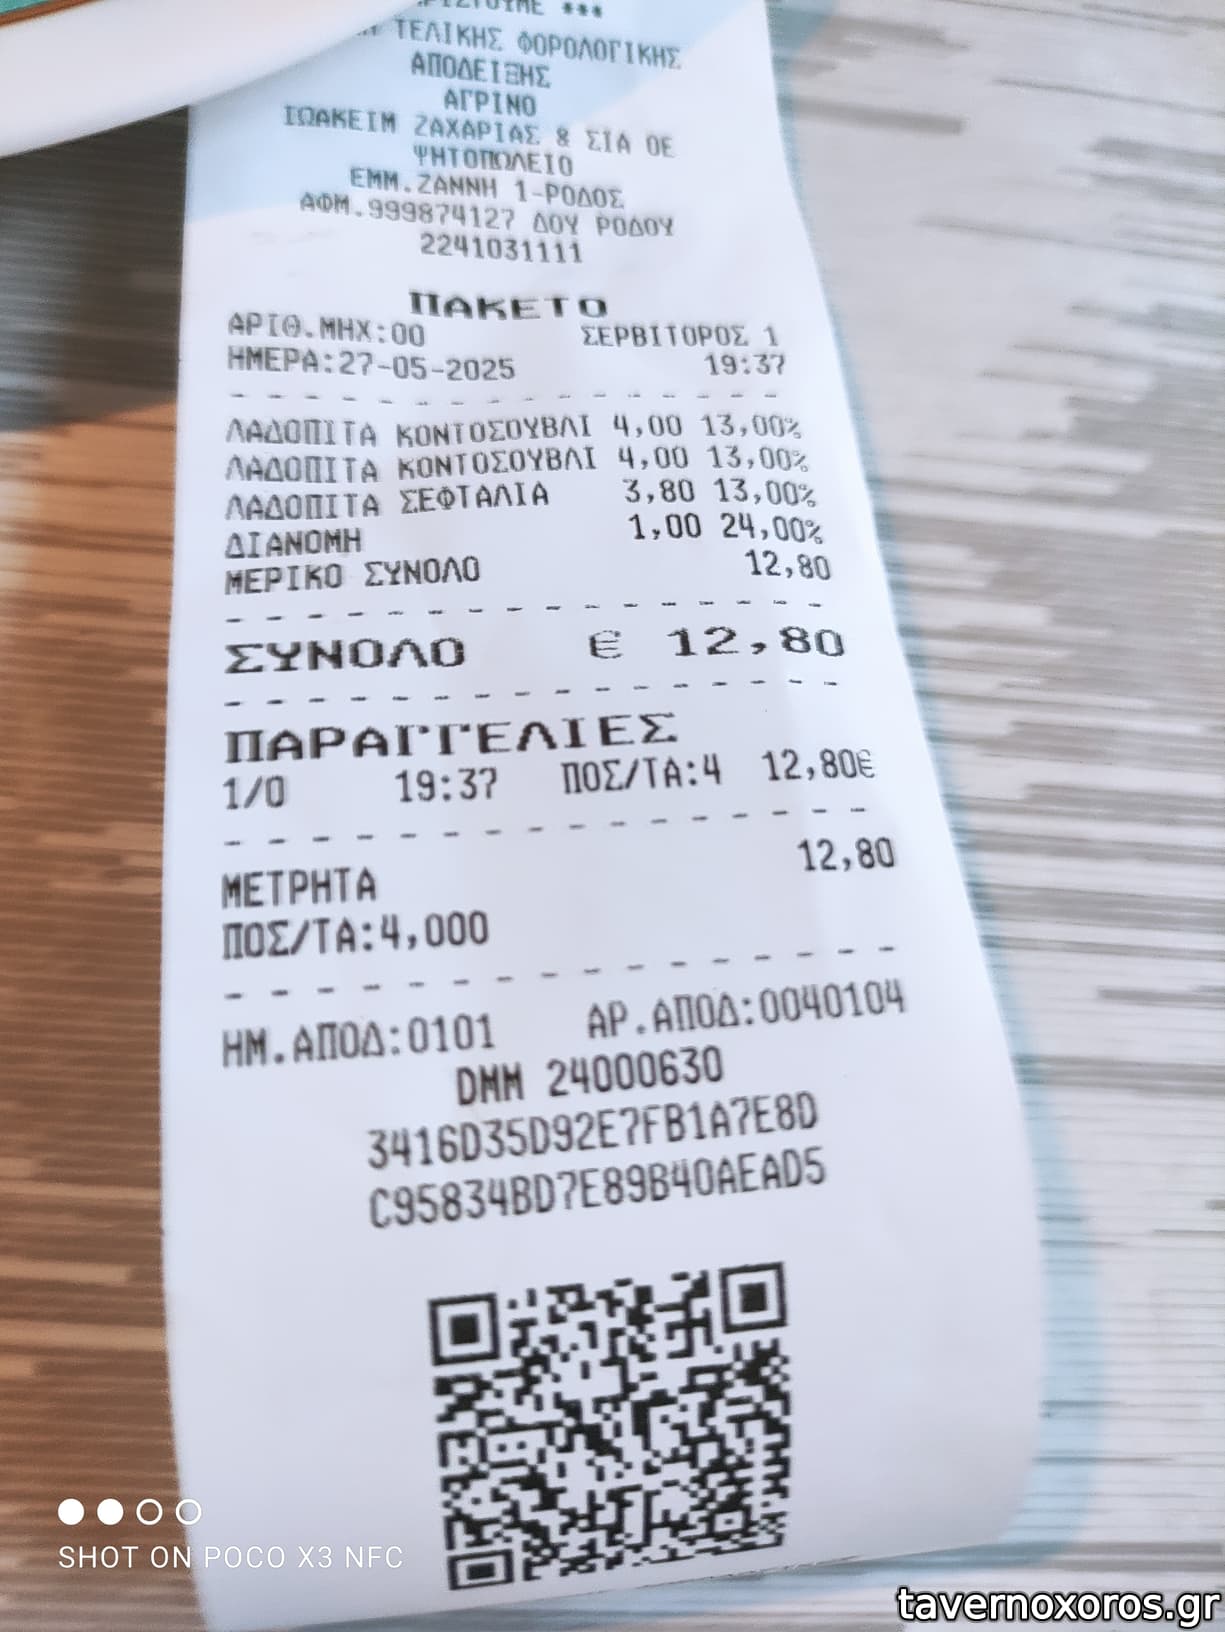 ***
ΤΕΛΙΚΗΣ ΦΟΡΟΛΟΓΙΚΗΣ
ΑΠΟΔΕΙΞΗΣ
ΑΓΡΙΝΟ
ΙΩΑΚΕΙΜ ΖΑΧΑΡΙΑΣ & ΣΙΑ ΟΕ
ΨΗΤΟΠΩΛΕΙΟ
ΕΜΜ.ΖΑΝΝΗ 1-ΡΟΔΟΣ
ΑΦΜ.999874127 ΔΟΥ ΡΟΔΟΥ
2241031111
ΠΑΚΕΤΟ
ΑΡΙΘ.ΜΗΧ:00 ΣΕΡΒΙΤΟΡΟΣ 1
ΗΜΕΡΑ:27-05-2025 19:37
ΛΑΔΟΠΙΤΑ ΚΟΝΤΟΣΟΥΒΛΙ 4,00 13,00%
ΛΑΔΟΠΙΤΑ ΚΟΝΤΟΣΟΥΒΛΙ 4,00 13,00%
ΛΑΔΟΠΙΤΑ ΣΕΦΤΑΛΙΑ 3,80 13,00%
ΔΙΑΝΟΜΗ 1,00 24,00%
ΜΕΡΙΚΟ ΣΥΝΟΛΟ 12,80
ΣΥΝΟΛΟ € 12,80
ΠΑΡΑΓΓΕΛΙΕΣ
1/0 19:37 ΠΟΣ/ΤΑ:4 12,80€
ΜΕΤΡΗΤΑ 12,80
ΠΟΣ/ΤΑ:4,000
ΗΜ.ΑΠΟΔ:0101 ΑΡ.ΑΠΟΔ:0040104
DMM 24000630
3416D35D92E7FB1A7E8D
C95834BD7E89B40AEAD5
SHOT ON POCO X3 NFC
tavernoxoros.gr